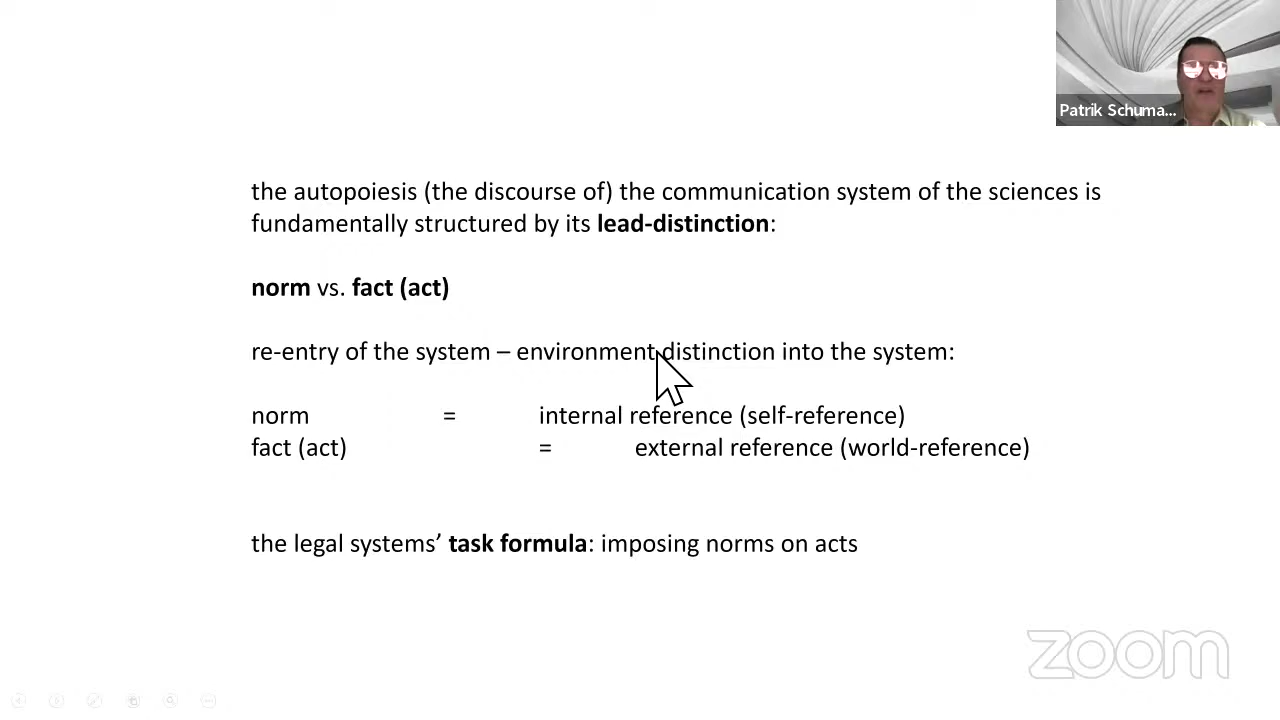 Patrik Schuma...
the autopoiesis (the discourse of) the communication system of the sciences is
fundamentally structured by its lead-distinction:
norm vs. fact (act)
re-entry of the system – environment distinction into the system:
norm = internal reference (self-reference)
fact (act) = external reference (world-reference)
the legal systems’ task formula: imposing norms on acts
zoom